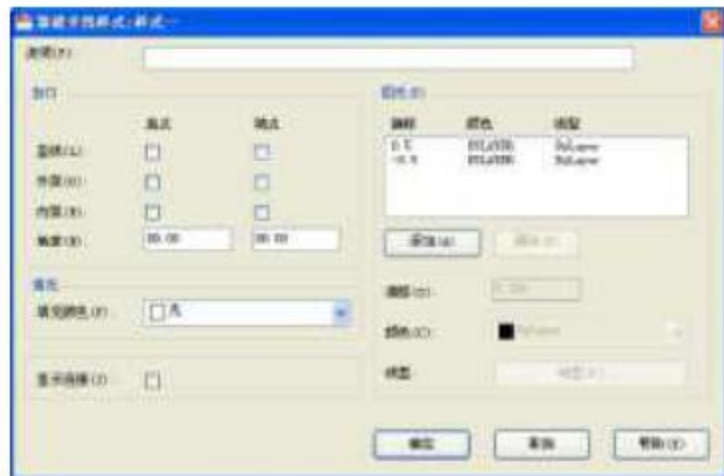 多线样式:样式一
说明(P):
封口
起点 端点
直线(L):
外弧(O):
内弧(R):
角度(N): 90.00 90.00
填充
填充颜色(F): 无
显示连接(J):
图元(E)
偏移 颜色 线型
0.5 BYLAYER ByLayer
-0.5 BYLAYER ByLayer
添加(A) 删除(D)
偏移(S):
颜色(C): ByLayer
线型:
确定 取消 帮助(H)